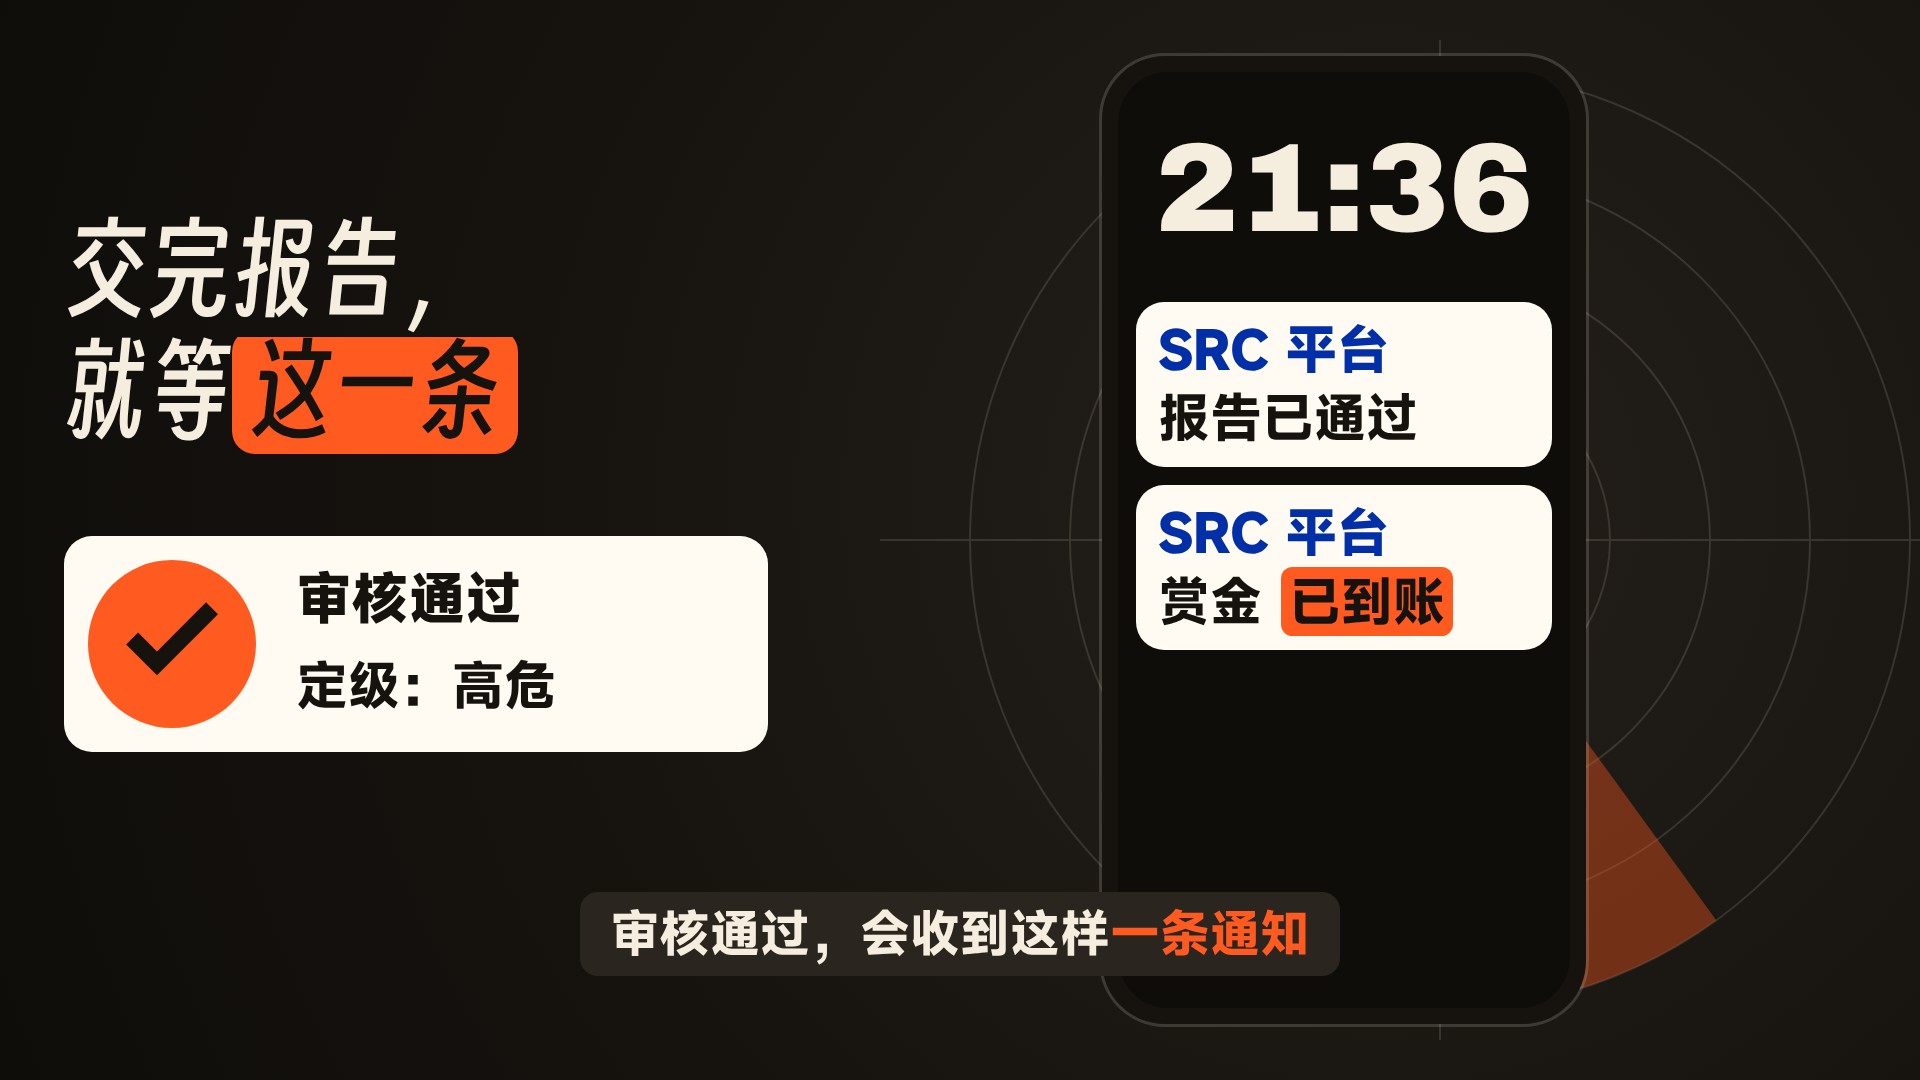 交完报告，
就等这一条
审核通过
定级：高危
21:36
SRC 平台
报告已通过
SRC 平台
赏金 已到账
审核通过，会收到这样一条通知